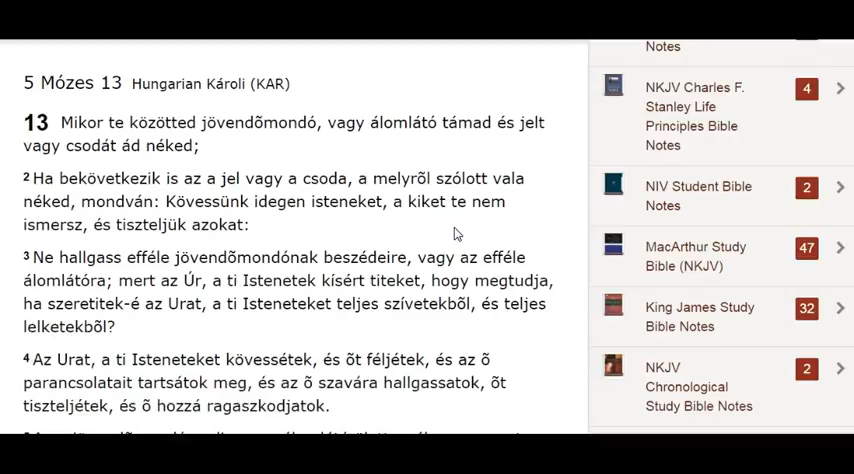 Notes
5 Mózes 13 Hungarian Károli (KAR)
NKJV Charles F.
Stanley Life
Principles Bible
Notes
4
13 Mikor te közötted jövendõmondó, vagy álomlátó támad és jelt
vagy csodát ád néked;
2 Ha bekövetkezik is az a jel vagy a csoda, a melyrõl szólott vala
néked, mondván: Kövessünk idegen isteneket, a kiket te nem
ismersz, és tiszteljük azokat:
NIV Student Bible
Notes
2
3 Ne hallgass efféle jövendõmondónak beszédeire, vagy az efféle
álomlátóra; mert az Úr, a ti Istenetek kísért titeket, hogy megtudja,
ha szeretitek-é az Urat, a ti Isteneteket teljes szívetekbõl, és teljes
lelketekbõl?
MacArthur Study
Bible (NKJV)
47
King James Study
Bible Notes
32
4 Az Urat, a ti Isteneteket kövessétek, és õt féljétek, és az õ
parancsolatait tartsátok meg, és az õ szavára hallgassatok, õt
tiszteljétek, és õ hozzá ragaszkodjatok.
NKJV
Chronological
Study Bible Notes
2